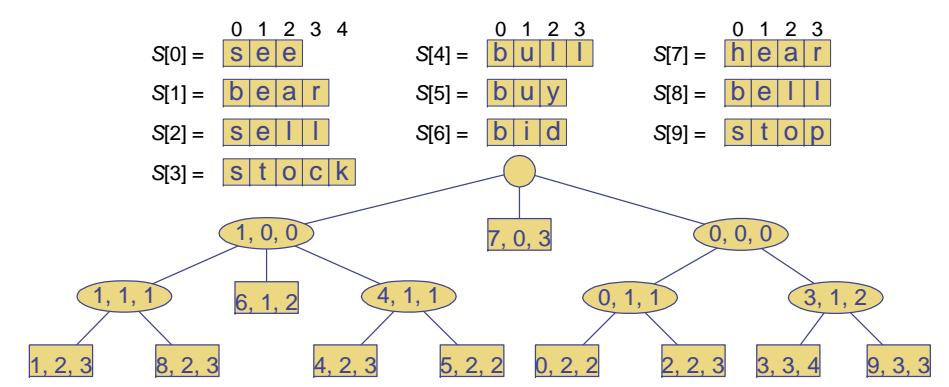 0 1 2 3 4
0 1 2 3
0 1 2 3
S[0] = s e e
S[4] = b u l l
S[7] = h e a r
S[1] = b e a r
S[5] = b u y
S[8] = b e l l
S[2] = s e l l
S[6] = b i d
S[9] = s t o p
S[3] = s t o c k
1, 0, 0
7, 0, 3
0, 0, 0
1, 1, 1
6, 1, 2
4, 1, 1
0, 1, 1
3, 1, 2
1, 2, 3
8, 2, 3
4, 2, 3
5, 2, 2
0, 2, 2
2, 2, 3
3, 3, 4
9, 3, 3